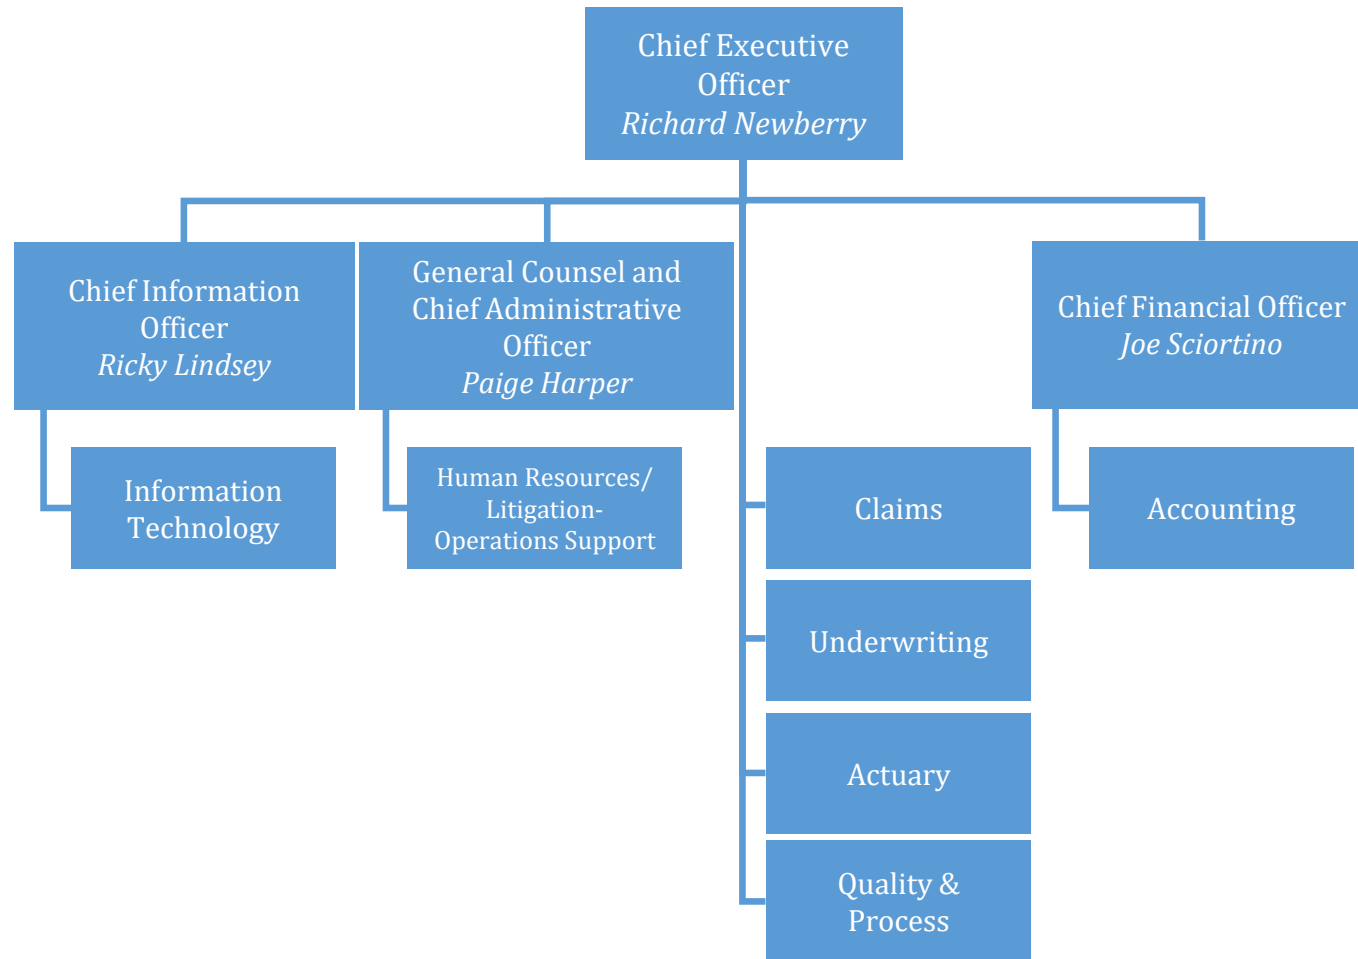 Chief Executive
Officer
Richard Newberry
Chief Information
Officer
Ricky Lindsey
General Counsel and
Chief Administrative
Officer
Paige Harper
Chief Financial Officer
Joe Sciortino
Information
Technology
Human Resources/
Litigation-
Operations Support
Claims
Accounting
Underwriting
Actuary
Quality &
Process